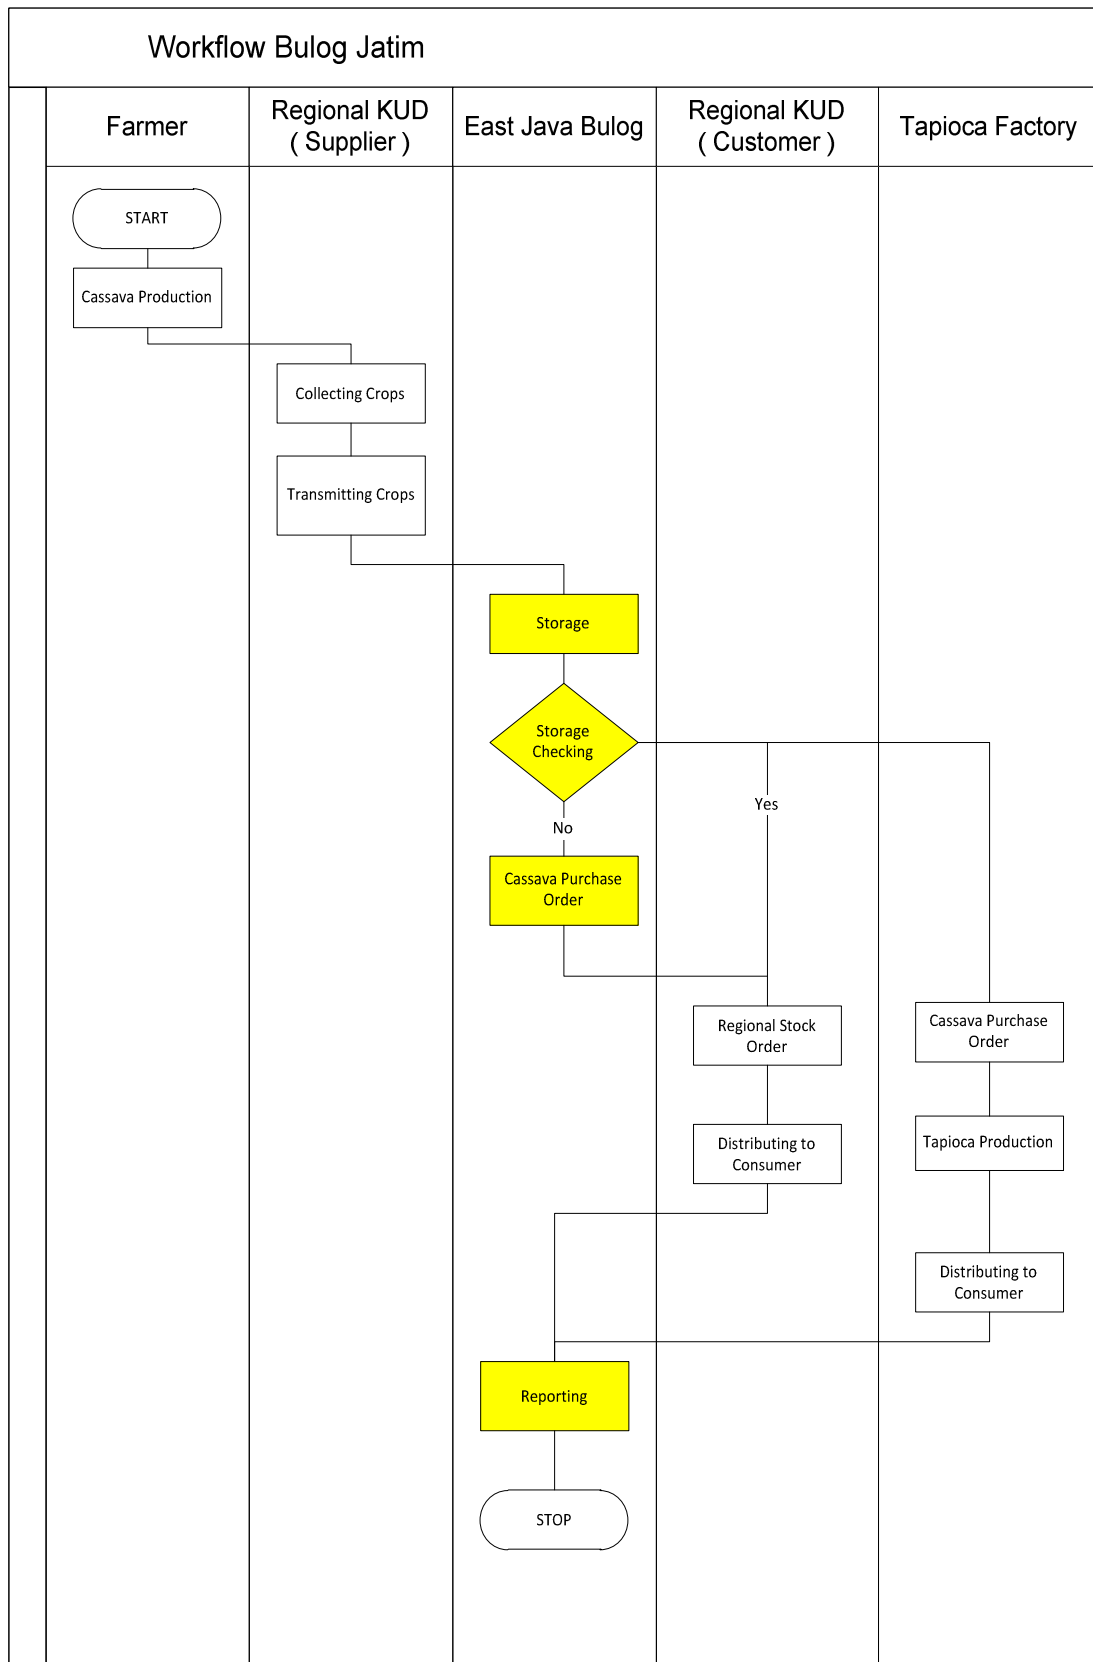 Workflow Bulog Jatim
Farmer
Regional KUD
( Supplier )
East Java Bulog
Regional KUD
( Customer )
Tapioca Factory
START
Cassava Production
Collecting Crops
Transmitting Crops
Storage
Storage
Checking
Yes
No
Cassava Purchase
Order
Regional Stock
Order
Cassava Purchase
Order
Distributing to
Consumer
Tapioca Production
Distributing to
Consumer
Reporting
STOP